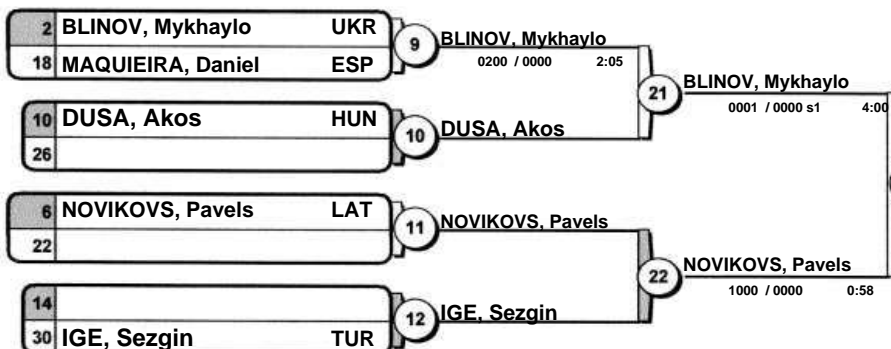 2 BLINOV, Mykhaylo UKR
18 MAQUIEIRA, Daniel ESP
9
BLINOV, Mykhaylo
0200 / 0000 2:05
10 DUSA, Akos HUN
26
10
DUSA, Akos
21
BLINOV, Mykhaylo
0001 / 0000 s1 4:00
6 NOVIKOVS, Pavels LAT
22
11
NOVIKOVS, Pavels
14
30 IGE, Sezgin TUR
12
IGE, Sezgin
22
NOVIKOVS, Pavels
1000 / 0000 0:58